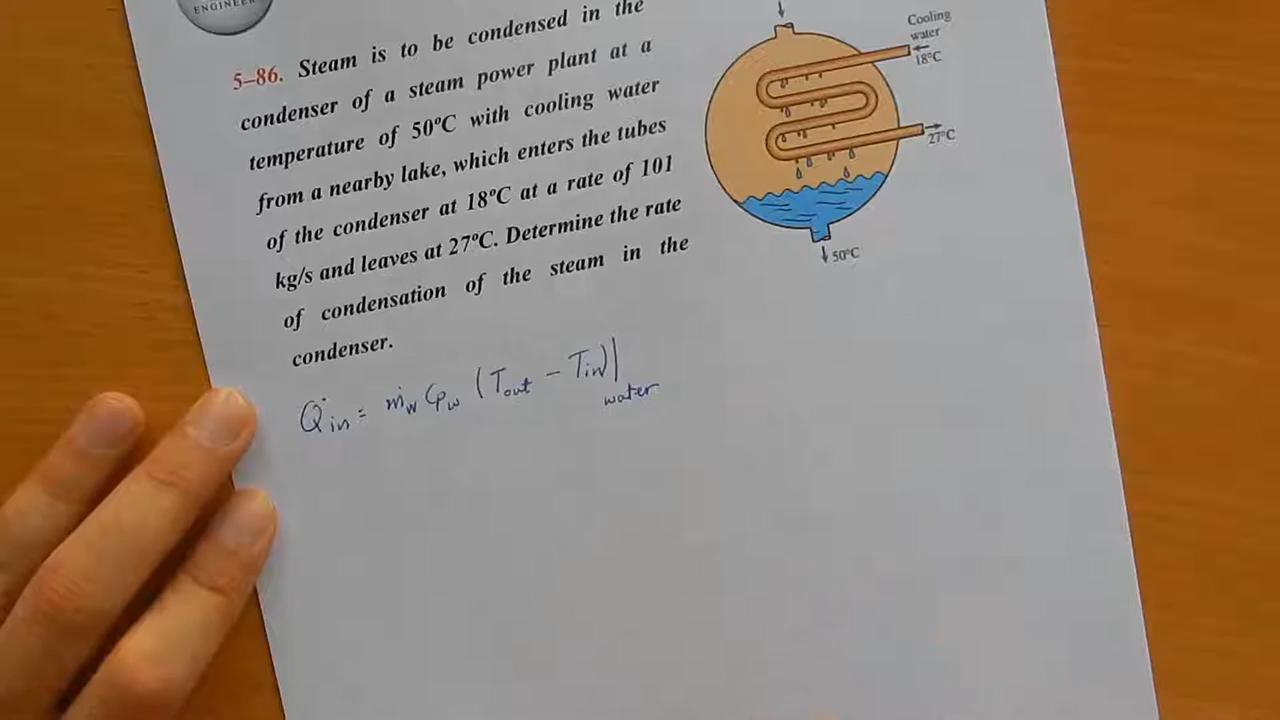 ENGINEER
5–86. Steam is to be condensed in the
condenser of a steam power plant at a
temperature of 50ºC with cooling water
from a nearby lake, which enters the tubes
of the condenser at 18ºC at a rate of 101
kg/s and leaves at 27ºC. Determine the rate
of condensation of the steam in the
condenser.
Cooling
water
18°C
27°C
50°C
Q̇in = ṁw Cpw (Tout − Tin)|
water